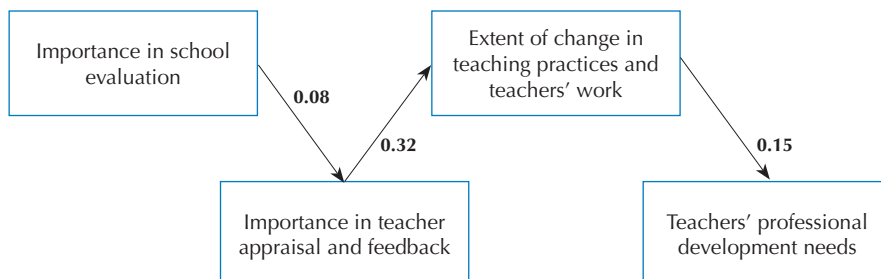 Importance in school
evaluation
Extent of change in
teaching practices and
teachers’ work
0.08
0.32
0.15
Importance in teacher
appraisal and feedback
Teachers’ professional
development needs